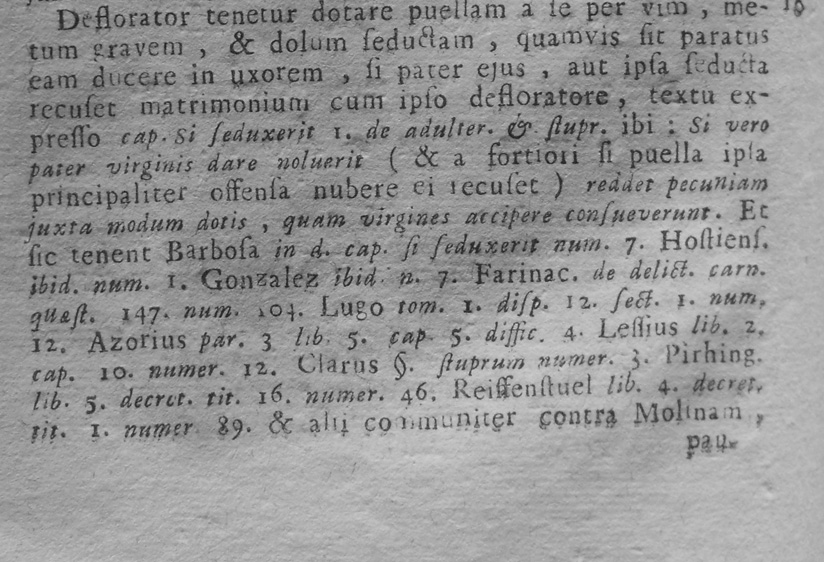 Deflorator tenetur dotare puellam a ſe per vim , me- 10
tum gravem , & dolum ſeductam , quamvis ſit paratus
eam ducere in uxorem , ſi pater ejus , aut ipſa ſeducta
recuſet matrimonium cum ipſo defloratore , textu ex-
preſſo cap. Si ſeduxerit 1. de adulter. & ſtupr. ibi : Si vero
pater virginis dare noluerit ( & a fortiori ſi puella ipſa
principaliter offenſa nubere ei recuſet ) reddet pecuniam
juxta modum dotis , quam virgines accipere conſueverunt. Et
ſic tenent Barboſa in d. cap. ſi ſeduxerit num. 7. Hoſtienſ.
ibid. num. 1. Gonzalez ibid. n. 7. Farinac. de delict. carn.
quæſt. 147. num. 104. Lugo tom. 1. diſp. 12. ſect. 1. num.
12. Azorius par. 3 lib. 5. cap. 5. diffic. 4. Leſſius lib. 2.
cap. 10. numer. 12. Clarus §. ſtuprum numer. 3. Pirhing.
lib. 5. decret. tit. 16. numer. 46. Reiffenſtuel lib. 4. decret.
tit. 1. numer 89. & alii communiter contra Molinam ,
pau-